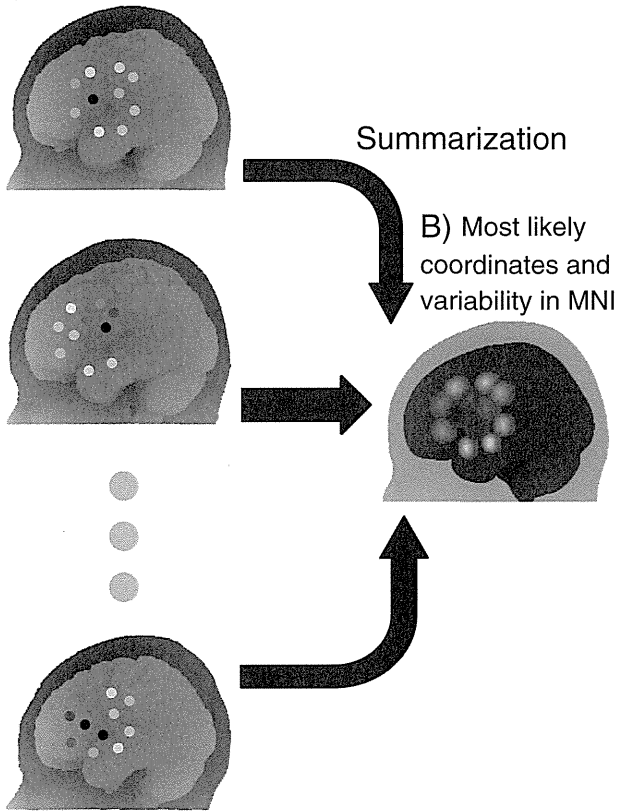 Summarization
B) Most likely
coordinates and
variability in MNI